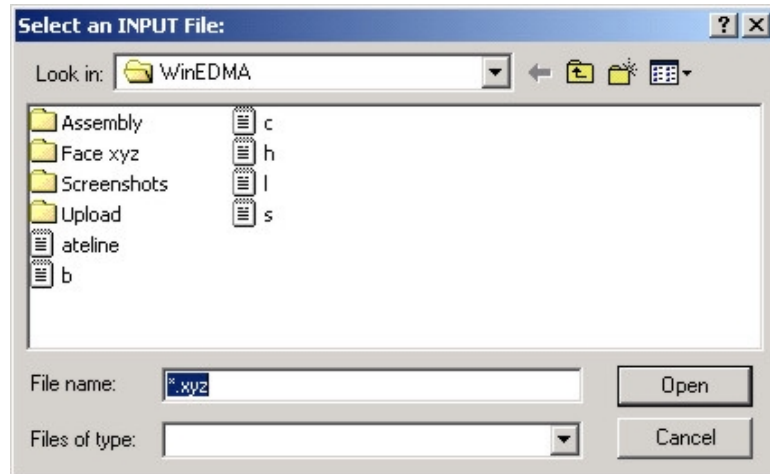 Select an INPUT File:
Look in: WinEDMA
Assembly
Face xyz
Screenshots
Upload
ateline
b
c
h
l
s
File name: *.xyz
Open
Files of type:
Cancel